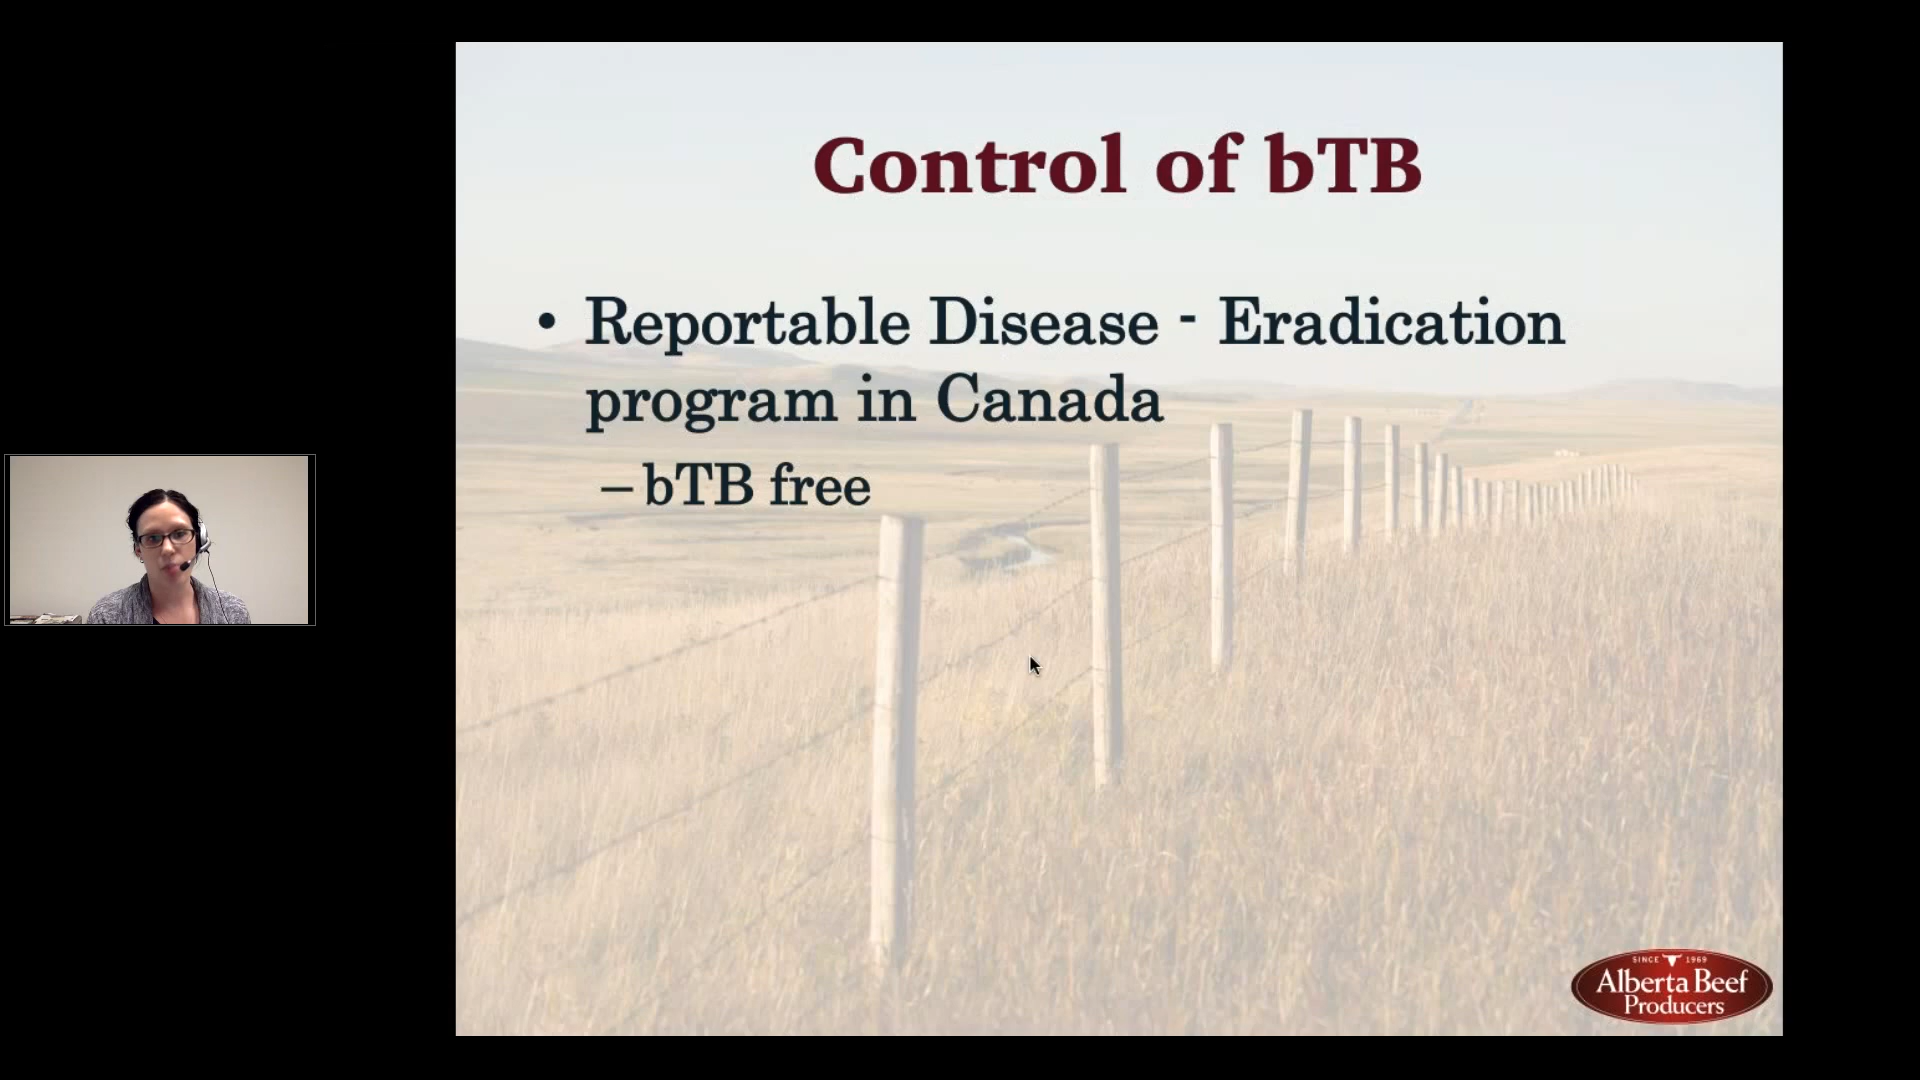 Control of bTB
• Reportable Disease - Eradication
program in Canada
– bTB free
SINCE 1969
Alberta Beef
Producers